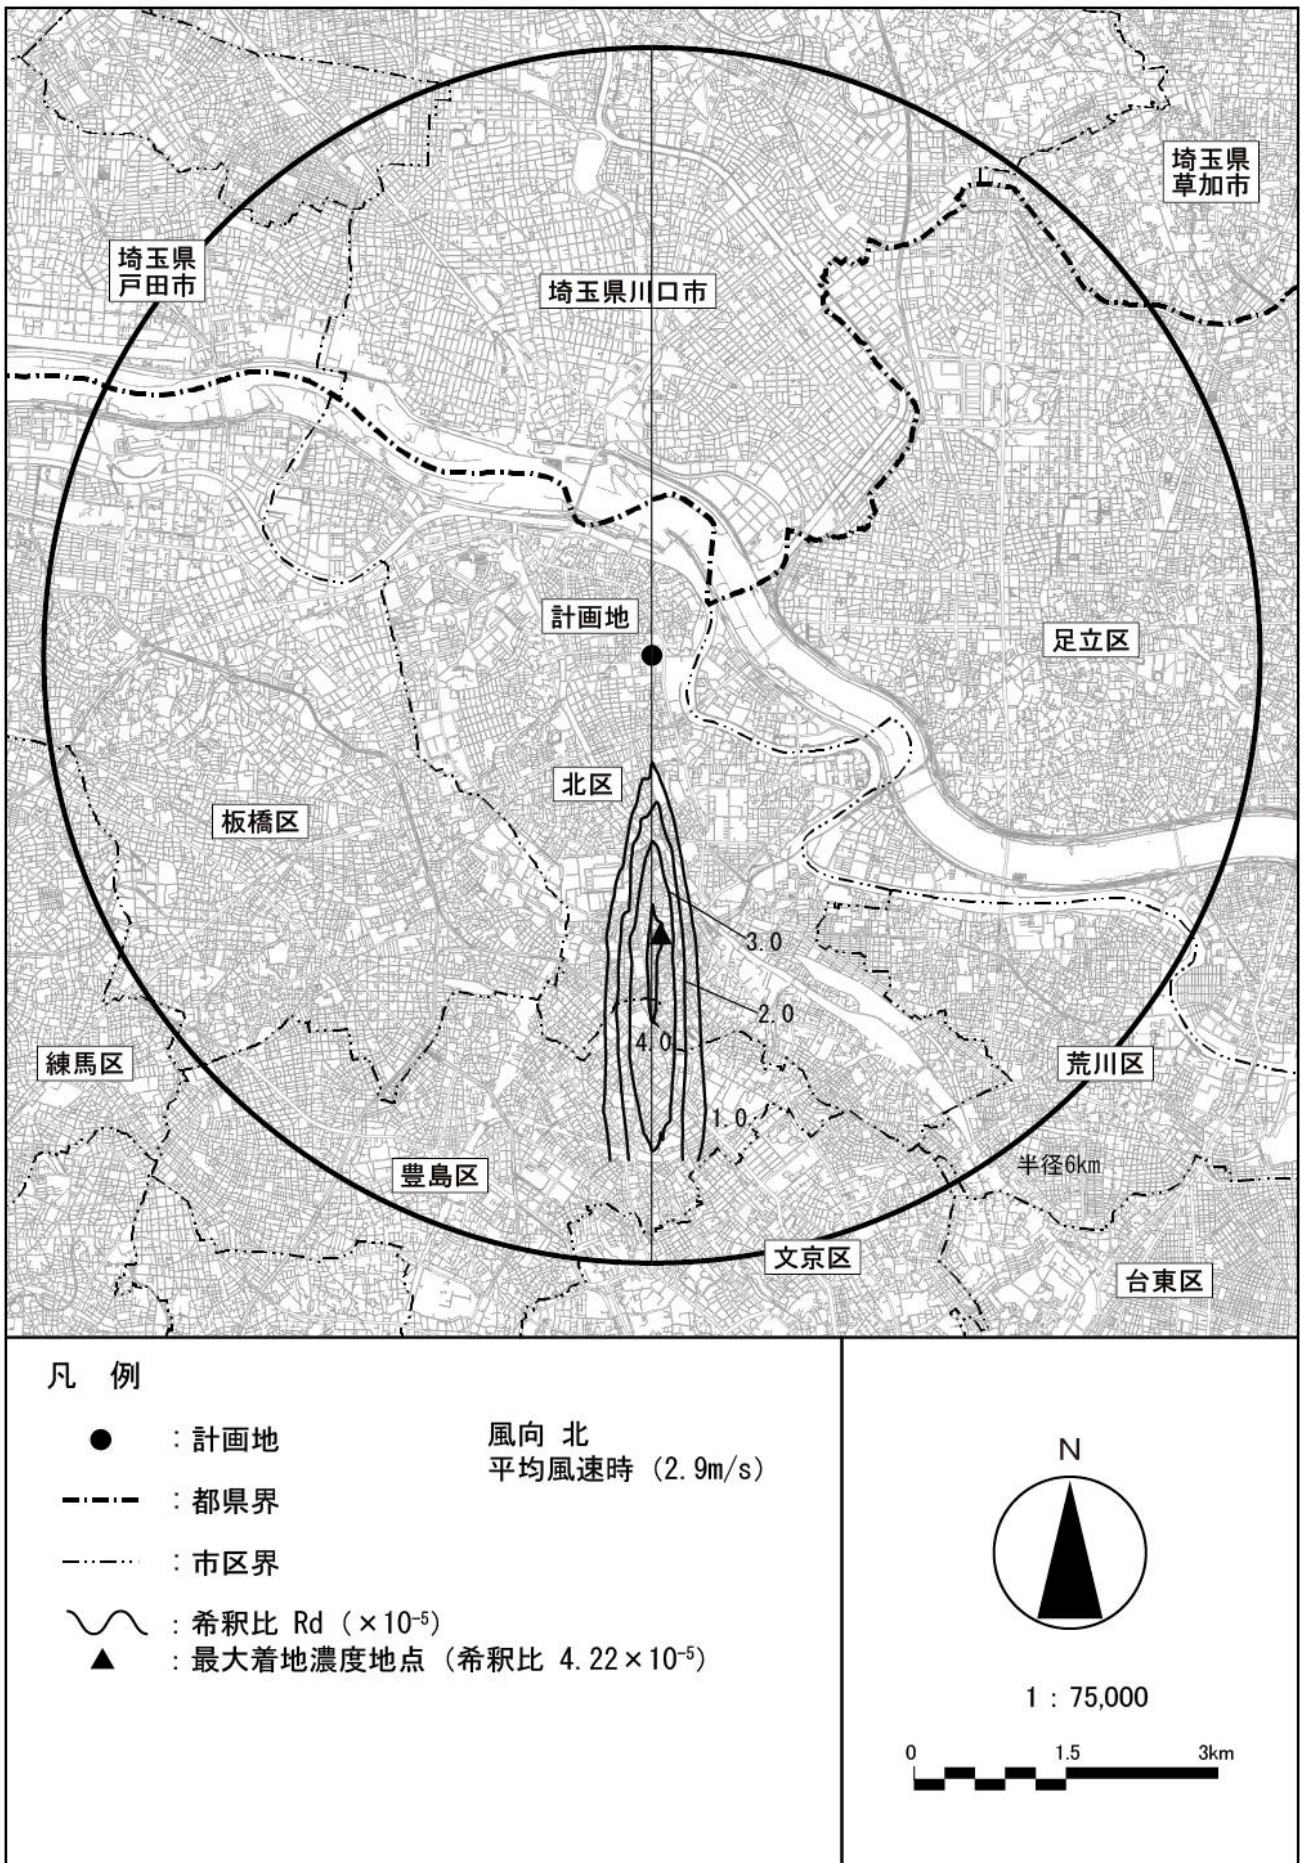 埼玉県
草加市
埼玉県
戸田市
埼玉県川口市
計画地
足立区
北区
板橋区
3.0
2.0
4.0
練馬区
荒川区
1.0
豊島区
半径6km
文京区
台東区
凡 例
● : 計画地
風向 北
平均風速時 (2.9m/s)
: 都県界
: 市区界
: 希釈比 Rd (×10⁻⁵)
▲ : 最大着地濃度地点 (希釈比 4.22×10⁻⁵)
N
1 : 75,000
0 1.5 3km